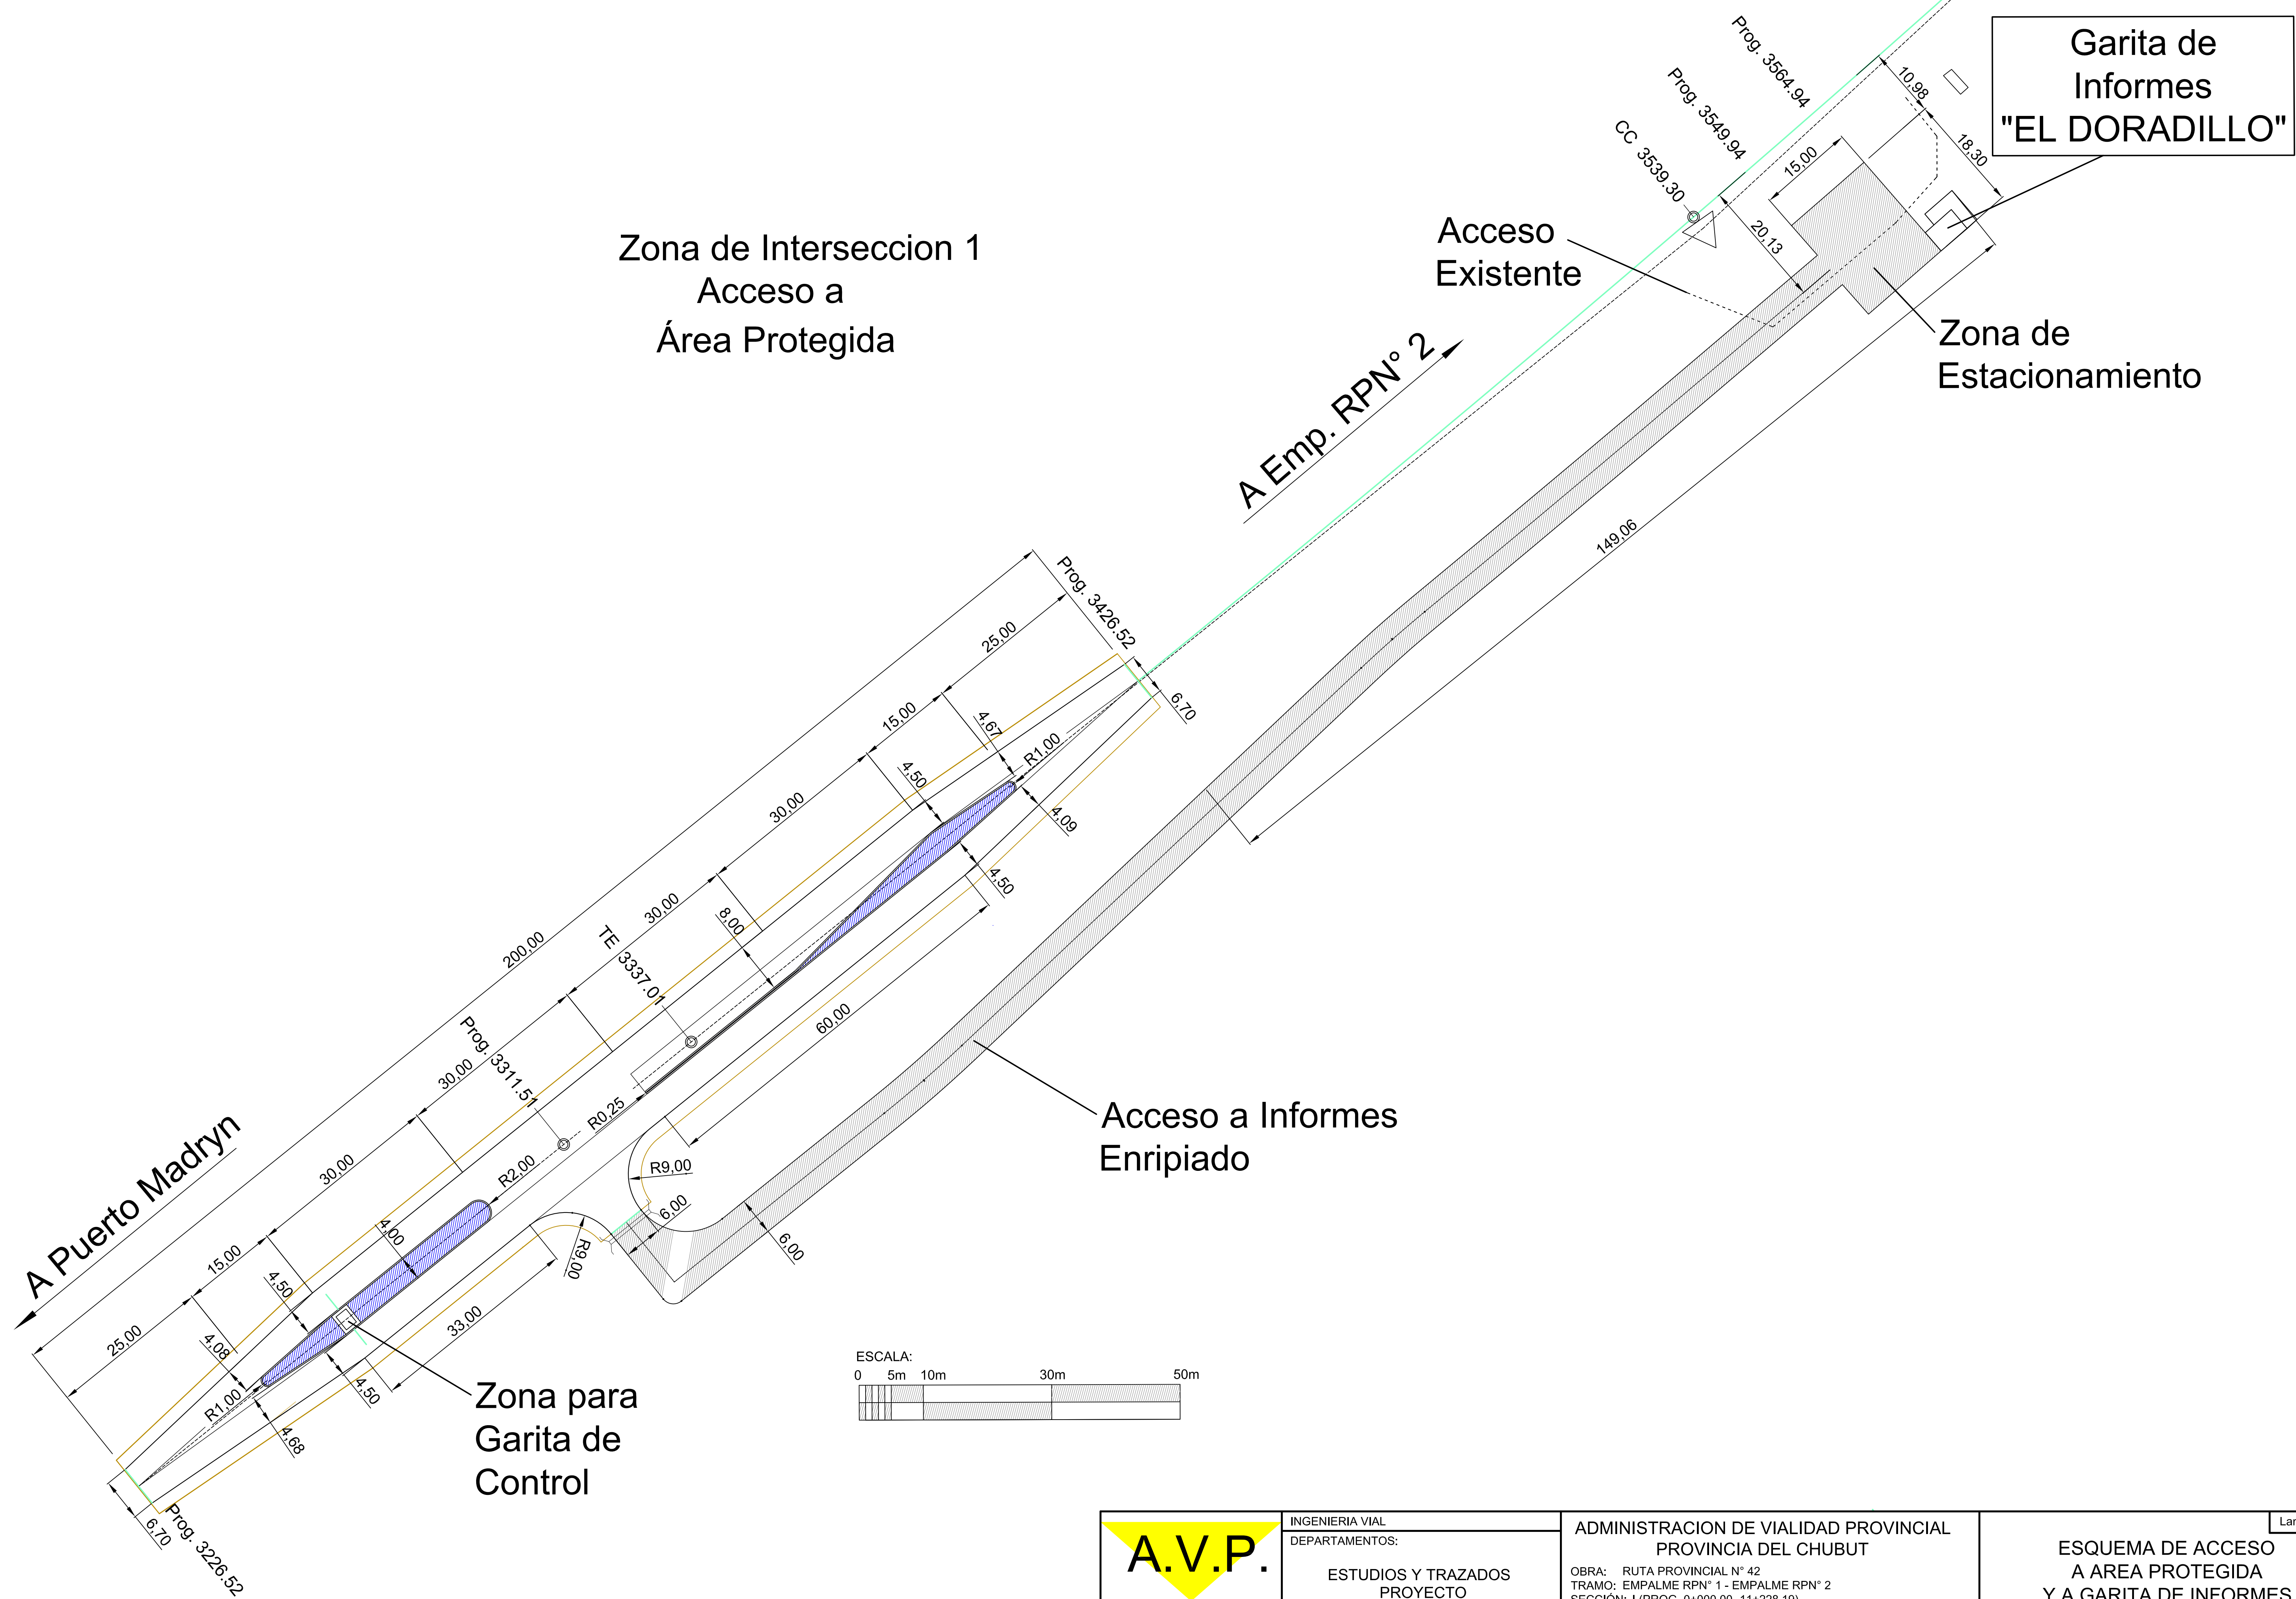 Garita de
Informes
"EL DORADILLO"
Prog. 3564.94
Prog. 3549.94
CC 3539.30
10,98
18,30
15,00
20,13
Zona de Interseccion 1
Acceso a
Área Protegida
Acceso
Existente
Zona de
Estacionamiento
A Emp. RPN° 2
149,06
Prog. 3426.52
25,00
6,70
15,00
4,67
R1,00
4,50
30,00
4,09
4,50
30,00
8,00
200,00
TE 3337.01
60,00
30,00
Prog. 3311.51
R0,25
Acceso a Informes
Enripiado
A Puerto Madryn
30,00
R2,00
R9,00
6,00
6,00
R9,00
15,00
4,00
4,50
33,00
25,00
4,08
4,50
R1,00
4,68
Zona para
Garita de
Control
6,70
Prog. 3226.52
ESCALA:
0 5m 10m 30m 50m
A.V.P.
INGENIERIA VIAL
DEPARTAMENTOS:
ESTUDIOS Y TRAZADOS
PROYECTO
ADMINISTRACION DE VIALIDAD PROVINCIAL
PROVINCIA DEL CHUBUT
OBRA: RUTA PROVINCIAL N° 42
TRAMO: EMPALME RPN° 1 - EMPALME RPN° 2
ESQUEMA DE ACCESO
A AREA PROTEGIDA
Y A GARITA DE INFORMES